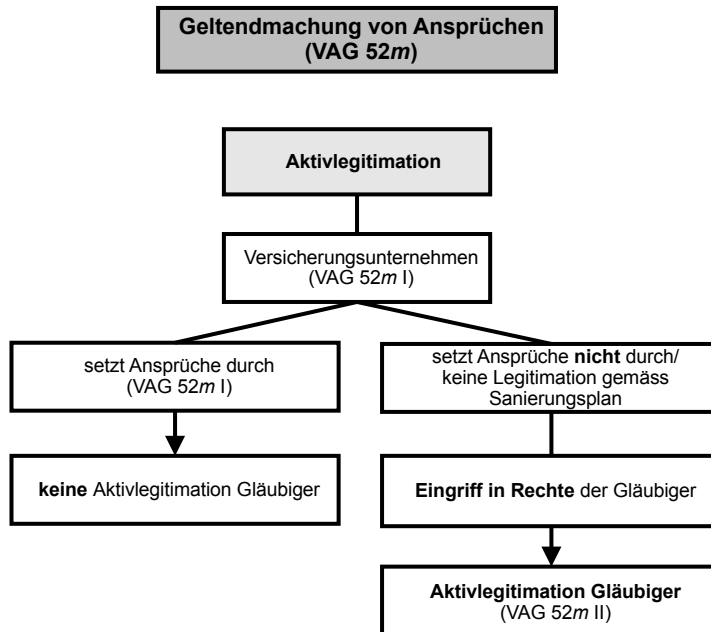 Geltendmachung von Ansprüchen
(VAG 52m)
Aktivlegitimation
Versicherungsunternehmen
(VAG 52m I)
setzt Ansprüche durch
(VAG 52m I)
keine Aktivlegitimation Gläubiger
setzt Ansprüche nicht durch/
keine Legitimation gemäss
Sanierungsplan
Eingriff in Rechte der Gläubiger
Aktivlegitimation Gläubiger
(VAG 52m II)